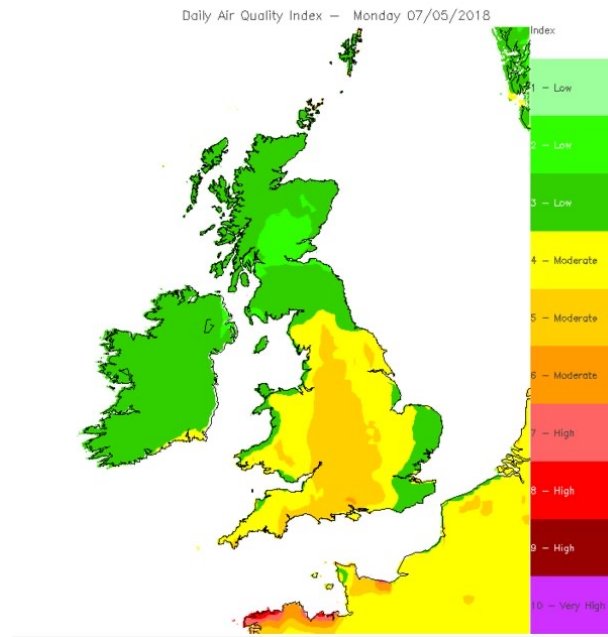 Daily Air Quality Index – Monday 07/05/2018
Index
1 – Low
2 – Low
3 – Low
4 – Moderate
5 – Moderate
6 – Moderate
7 – High
8 – High
9 – High
10 – Very High